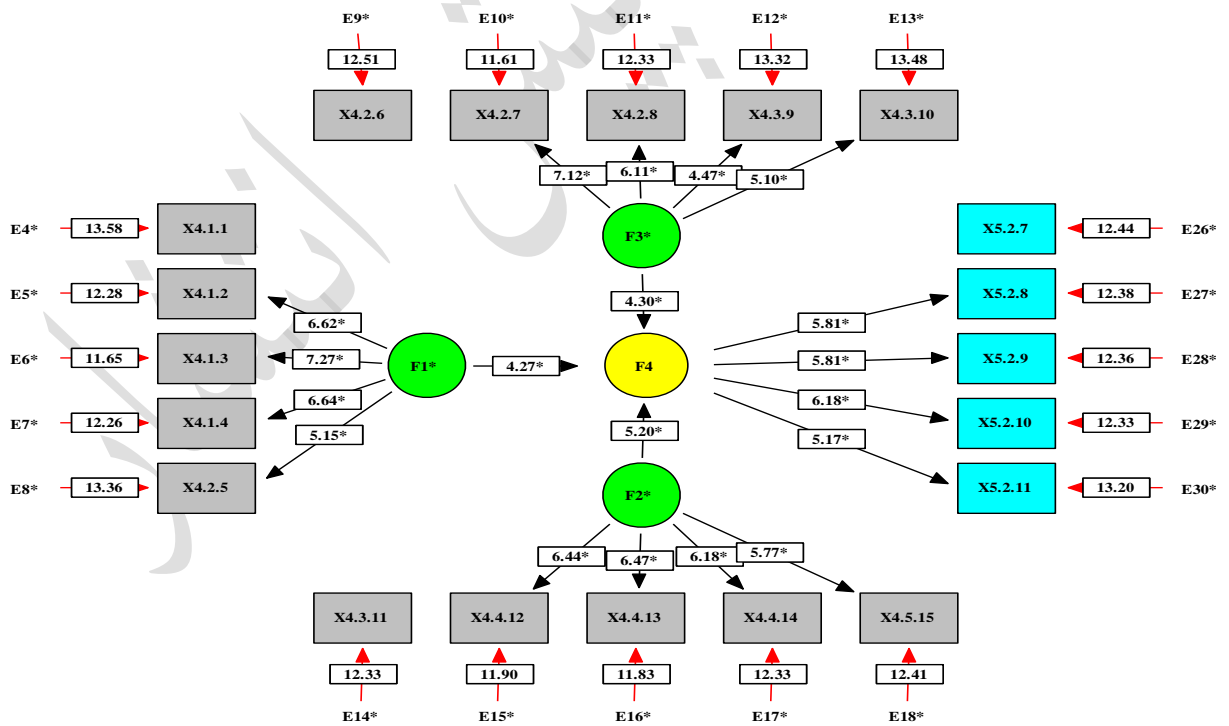 E9* E10* E11* E12* E13*
12.51 11.61 12.33 13.32 13.48
X4.2.6 X4.2.7 X4.2.8 X4.3.9 X4.3.10
7.12* 6.11* 4.47* 5.10*
E4* 13.58 X4.1.1 F3* X5.2.7 12.44 E26*
E5* 12.28 X4.1.2 4.30* X5.2.8 12.38 E27*
6.62* 5.81*
E6* 11.65 X4.1.3 7.27* F1* 4.27* F4 5.81* X5.2.9 12.36 E28*
6.64* 6.18*
E7* 12.26 X4.1.4 5.15* 5.20* 5.17* X5.2.10 12.33 E29*
E8* 13.36 X4.2.5 F2* X5.2.11 13.20 E30*
6.44* 6.47* 6.18* 5.77*
X4.3.11 X4.4.12 X4.4.13 X4.4.14 X4.5.15
12.33 11.90 11.83 12.33 12.41
E14* E15* E16* E17* E18*